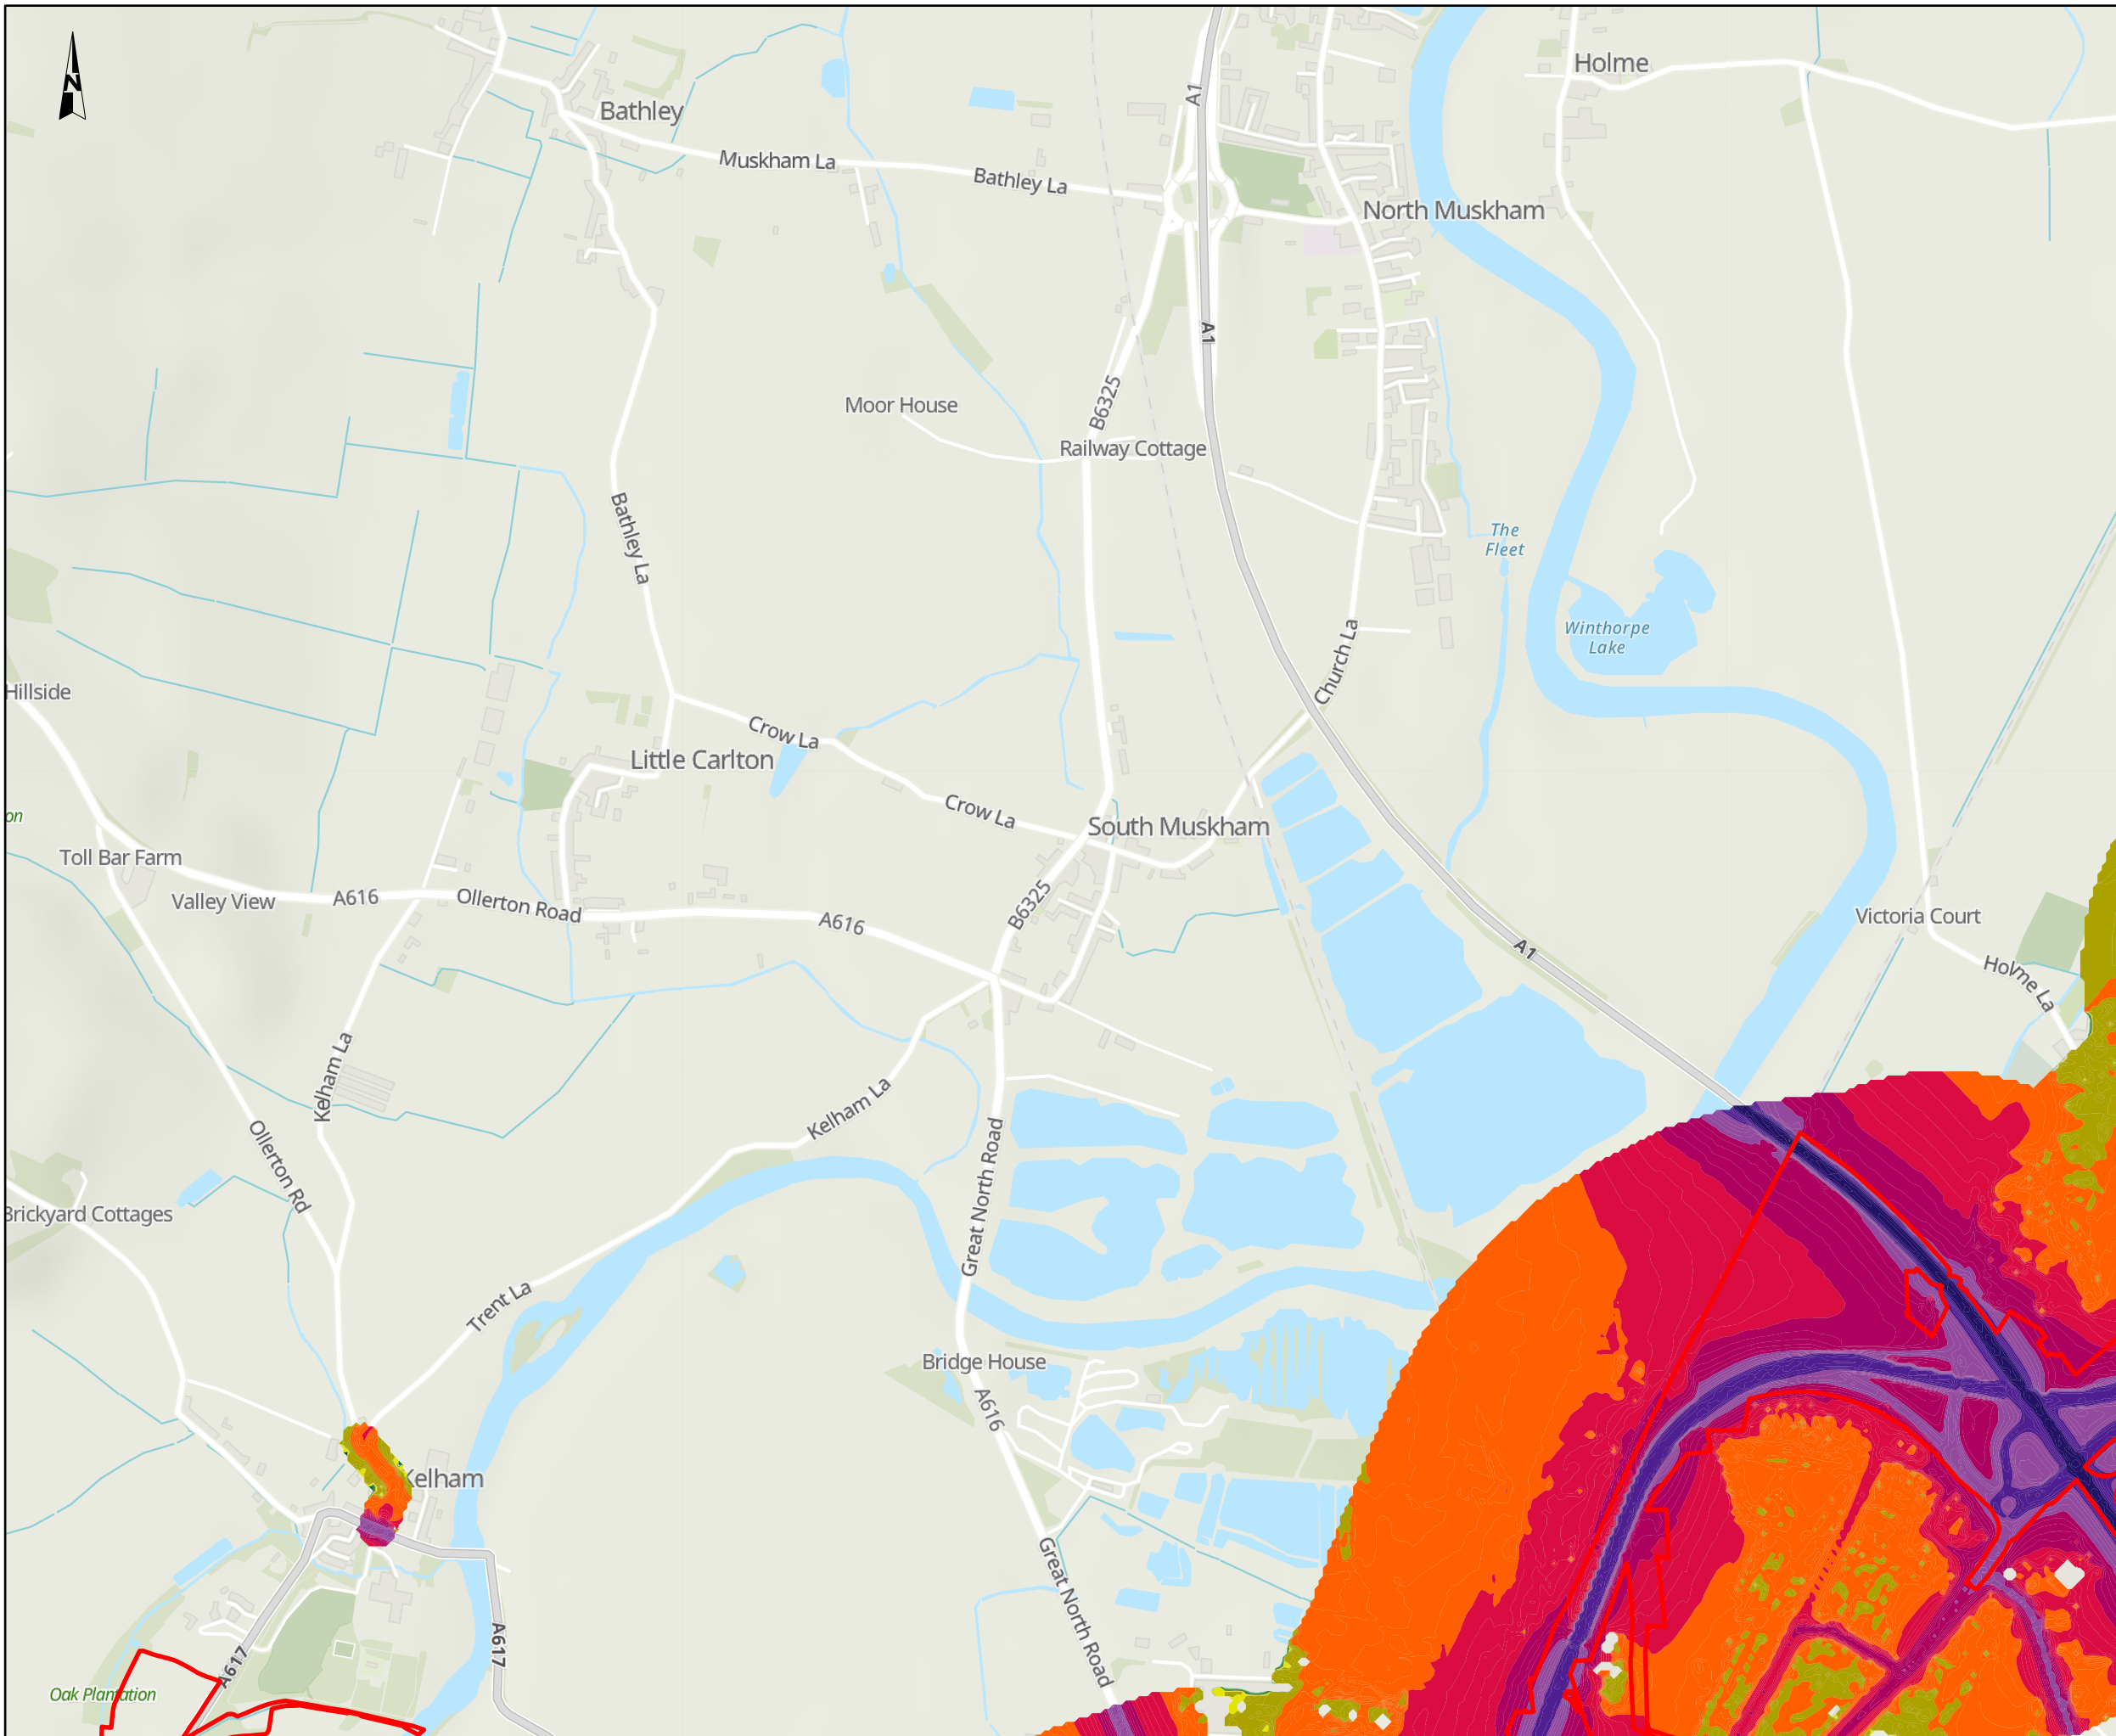 N
Holme
Bathley
A1
Muskham La
Bathley La
North Muskham
A1
B6325
Moor House
Railway Cottage
Bathley La
The
Fleet
Winthorpe
Lake
Church La
Hillside
Crow La
Little Carlton
Crow La
South Muskham
on
Toll Bar Farm
Valley View
A616
Ollerton Road
B6325
A616
Victoria Court
A1
Holme La
Kelham La
Kelham La
Ollerton Rd
Great North Road
Brickyard Cottages
Trent La
Bridge House
A616
Kelham
Great North Road
A617
A617
Oak Plantation